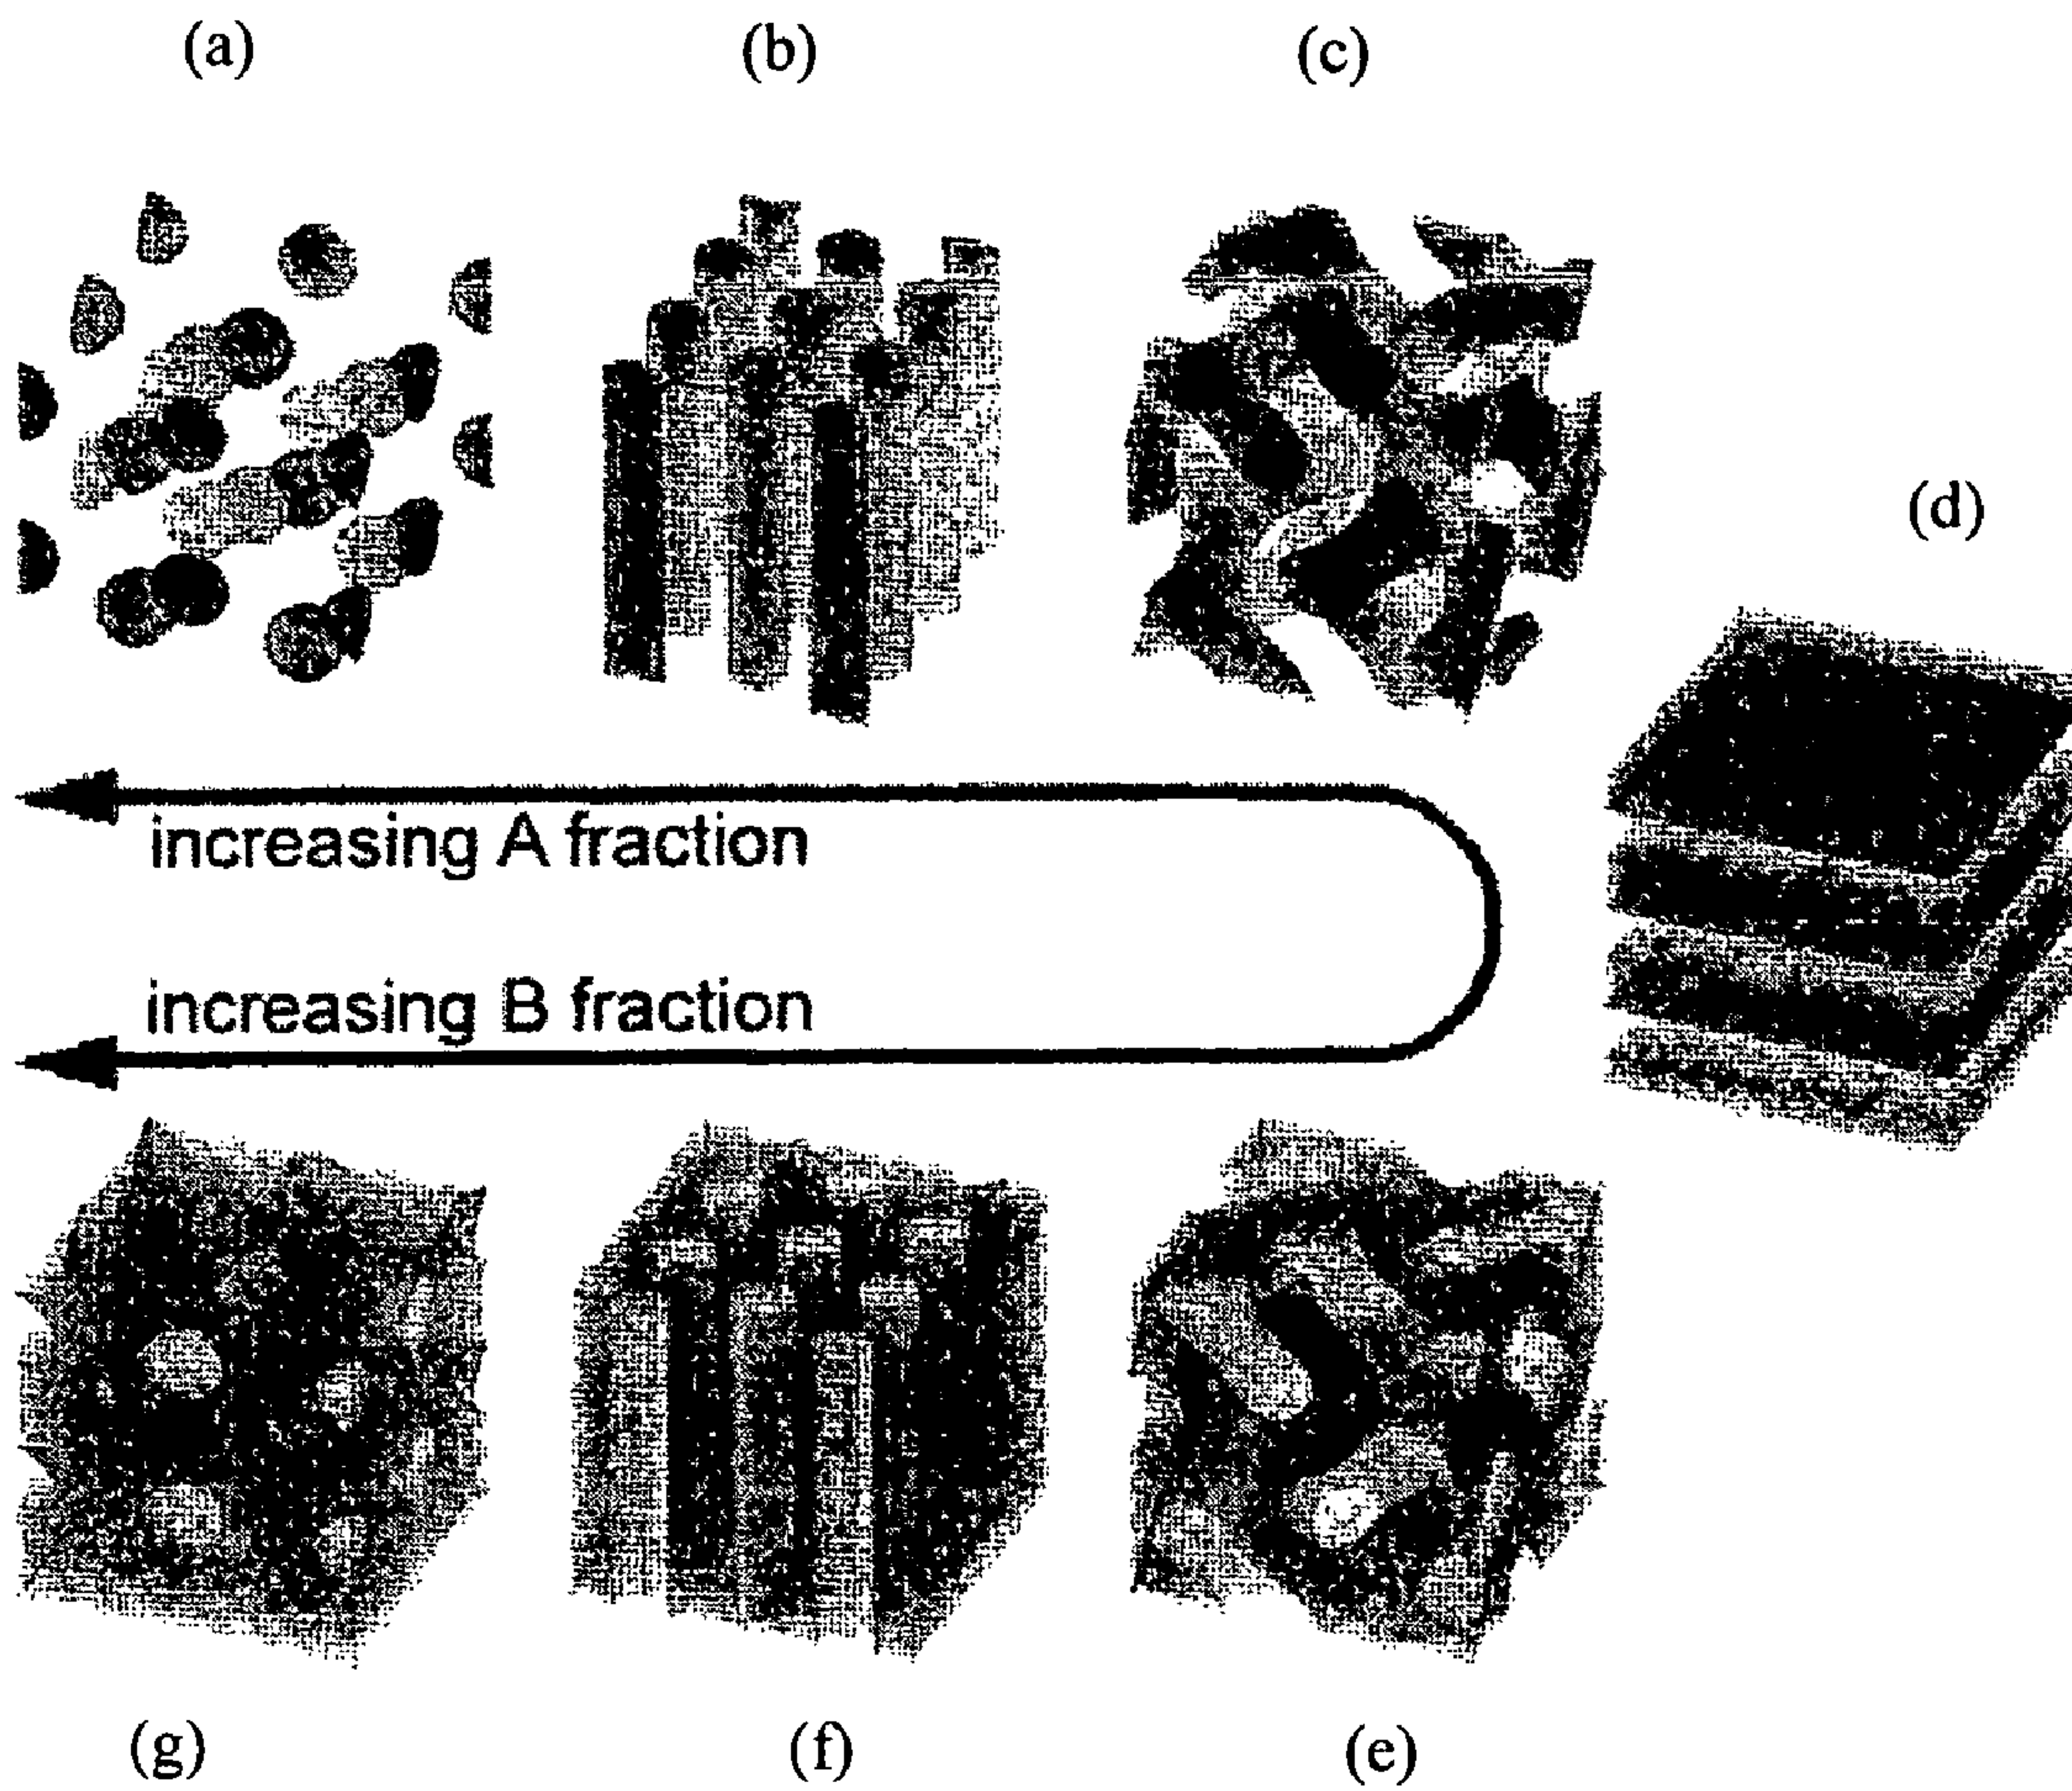 (a)
(b)
(c)
(d)
increasing A fraction
increasing B fraction
(g)
(f)
(e)